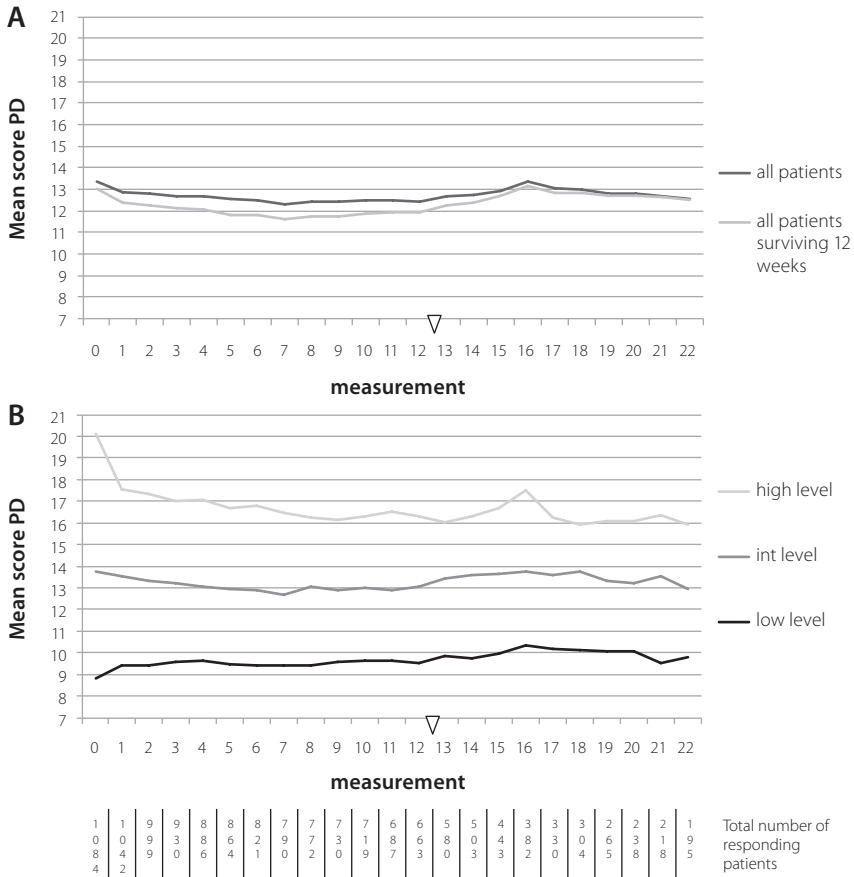 A
21
20
19
18
17
16
15
14
13
12
11
10
9
8
7
Mean score PD
0 1 2 3 4 5 6 7 8 9 10 11 12 13 14 15 16 17 18 19 20 21 22
measurement
all patients
all patients
surviving 12
weeks
B
21
20
19
18
17
16
15
14
13
12
11
10
9
8
7
Mean score PD
0 1 2 3 4 5 6 7 8 9 10 11 12 13 14 15 16 17 18 19 20 21 22
measurement
high level
int level
low level
1084 1042 999 930 886 864 821 790 772 730 719 687 663 580 503 443 382 330 304 265 238 218 195
Total number of
responding
patients